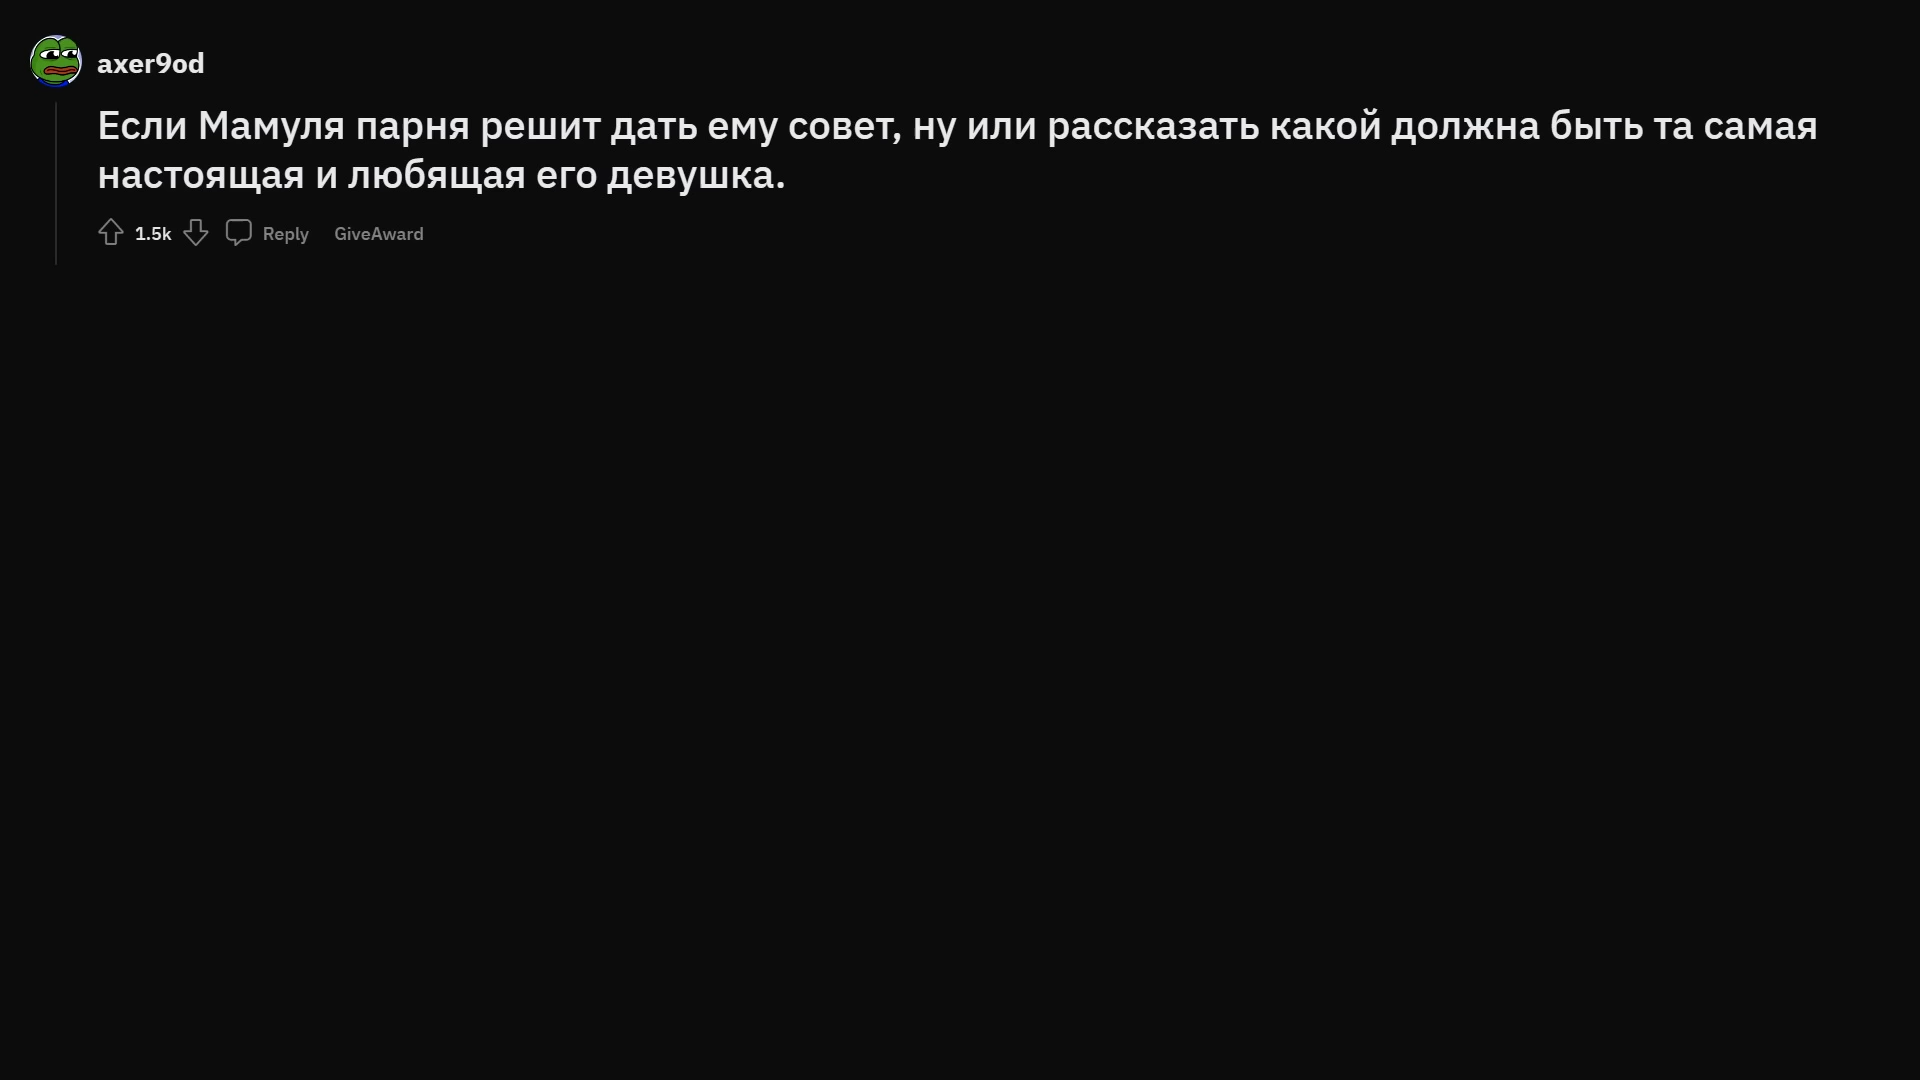 axer9od
Если Мамуля парня решит дать ему совет, ну или рассказать какой должна быть та самая
настоящая и любящая его девушка.
1.5k Reply GiveAward